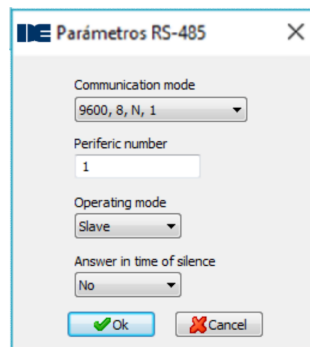 Parámetros RS-485
Communication mode
9600, 8, N, 1
Periferic number
1
Operating mode
Slave
Answer in time of silence
No
Ok Cancel